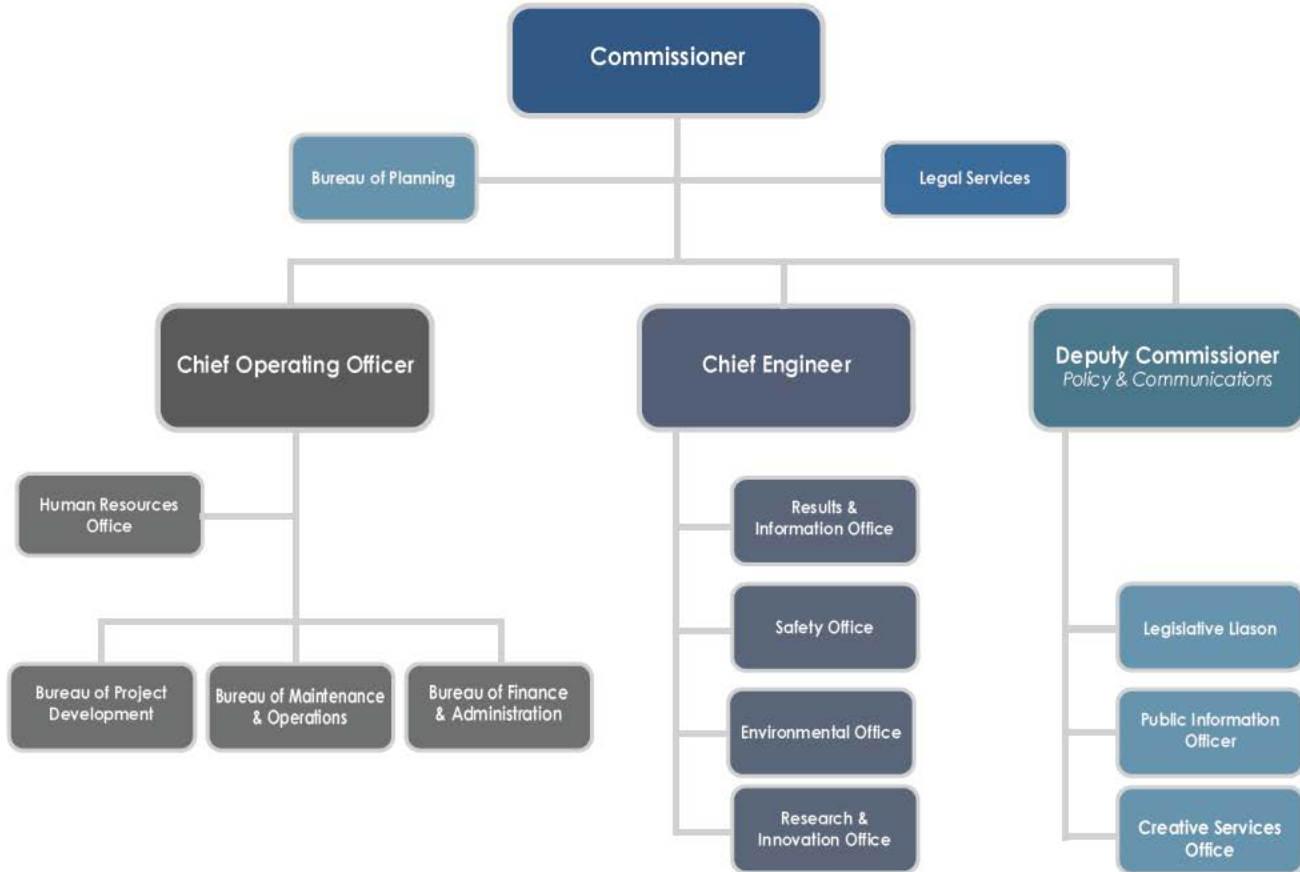 Commissioner
Bureau of Planning
Legal Services
Chief Operating Officer
Chief Engineer
Deputy Commissioner
Policy & Communications
Human Resources
Office
Bureau of Project
Development
Bureau of Maintenance
& Operations
Bureau of Finance
& Administration
Results &
Information Office
Safety Office
Environmental Office
Research &
Innovation Office
Legislative Liason
Public Information
Officer
Creative Services
Office